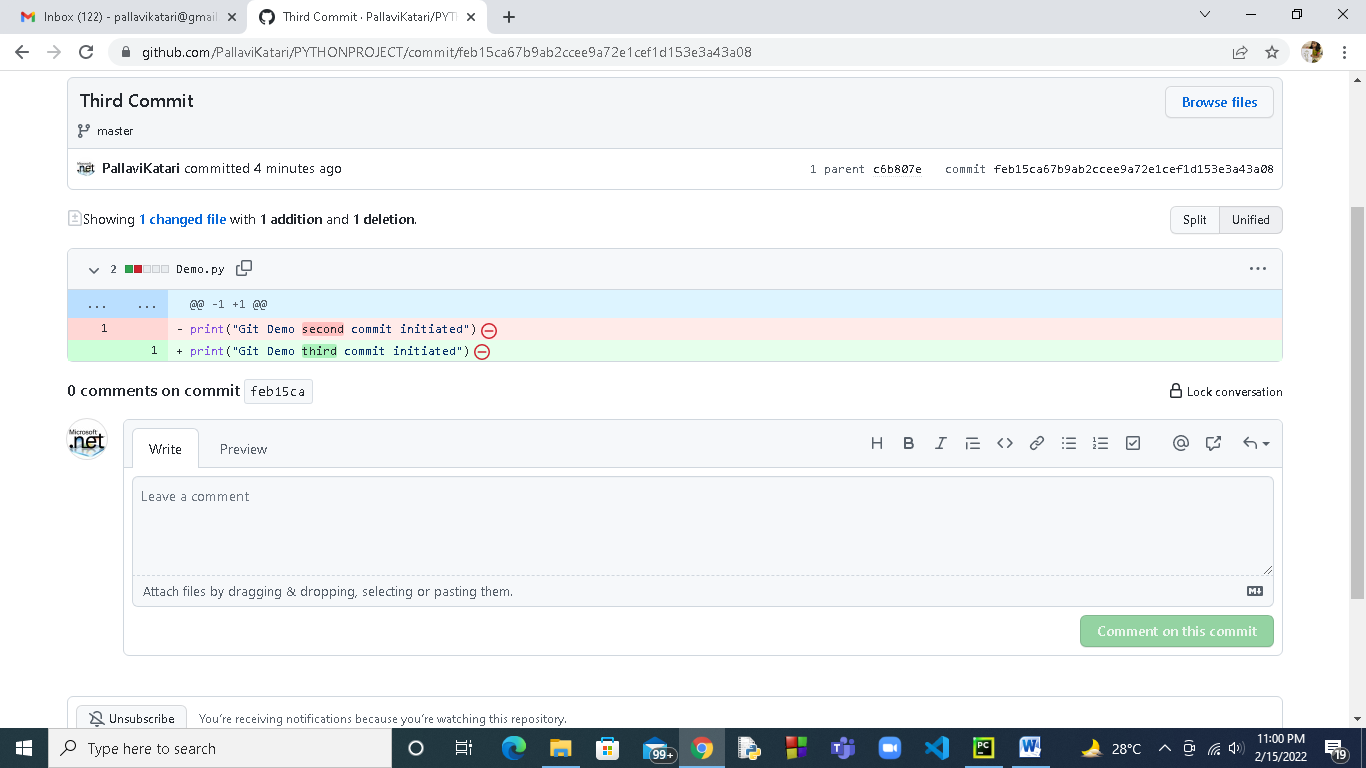 Inbox (122) - pallavikatari@gmail
Third Commit · PallaviKatari/PYTH
github.com/PallaviKatari/PYTHONPROJECT/commit/feb15ca67b9ab2ccee9a72e1cef1d153e3a43a08
Third Commit
Browse files
master
PallaviKatari committed 4 minutes ago
1 parent c6b807e commit feb15ca67b9ab2ccee9a72e1cef1d153e3a43a08
Showing 1 changed file with 1 addition and 1 deletion.
Split Unified
2 Demo.py
... ... @@ -1 +1 @@
1 - print("Git Demo second commit initiated")
1 + print("Git Demo third commit initiated")
0 comments on commit feb15ca
Lock conversation
Microsoft .net
Write Preview
Leave a comment
Attach files by dragging & dropping, selecting or pasting them.
Comment on this commit
Unsubscribe You're receiving notifications because you're watching this repository.
Type here to search
99+
PC
28°C
11:00 PM
2/15/2022
19